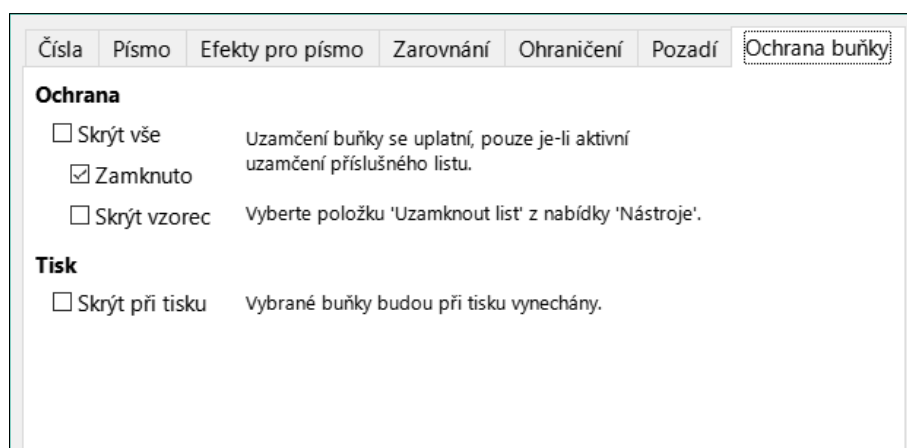 Čísla Písmo Efekty pro písmo Zarovnání Ohraničení Pozadí Ochrana buňky
Ochrana
Skrýt vše
Uzamčení buňky se uplatní, pouze je-li aktivní
uzamčení příslušného listu.
Zamknuto
Skrýt vzorec
Vyberte položku 'Uzamknout list' z nabídky 'Nástroje'.
Tisk
Skrýt při tisku
Vybrané buňky budou při tisku vynechány.